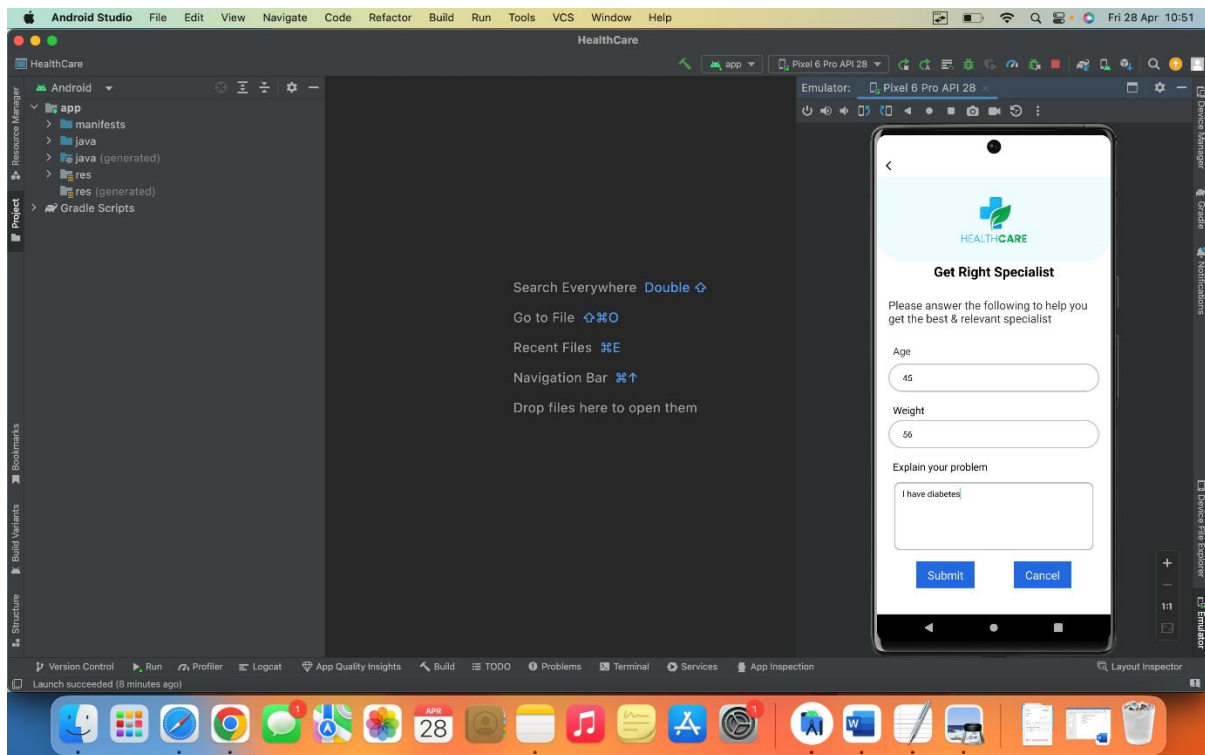 Android Studio File Edit View Navigate Code Refactor Build Run Tools VCS Window Help Fri 28 Apr 10:51
HealthCare
HealthCare app Pixel 6 Pro API 28
Android Emulator: Pixel 6 Pro API 28
app
manifests
java
java (generated)
res
res (generated)
Gradle Scripts
Resource Manager
Project
Bookmarks
Build Variants
Structure
Search Everywhere Double ⇧
Go to File ⇧⌘O
Recent Files ⌘E
Navigation Bar ⌘↑
Drop files here to open them
HEALTHCARE
Get Right Specialist
Please answer the following to help you
get the best & relevant specialist
Age
45
Weight
56
Explain your problem
I have diabetes
Submit Cancel
1:1
Device Manager
Gradle
Notifications
Device File Explorer
Emulator
Version Control Run Profiler Logcat App Quality Insights Build TODO Problems Terminal Services App Inspection Layout Inspector
Launch succeeded (8 minutes ago)
1
APR
28
1
W